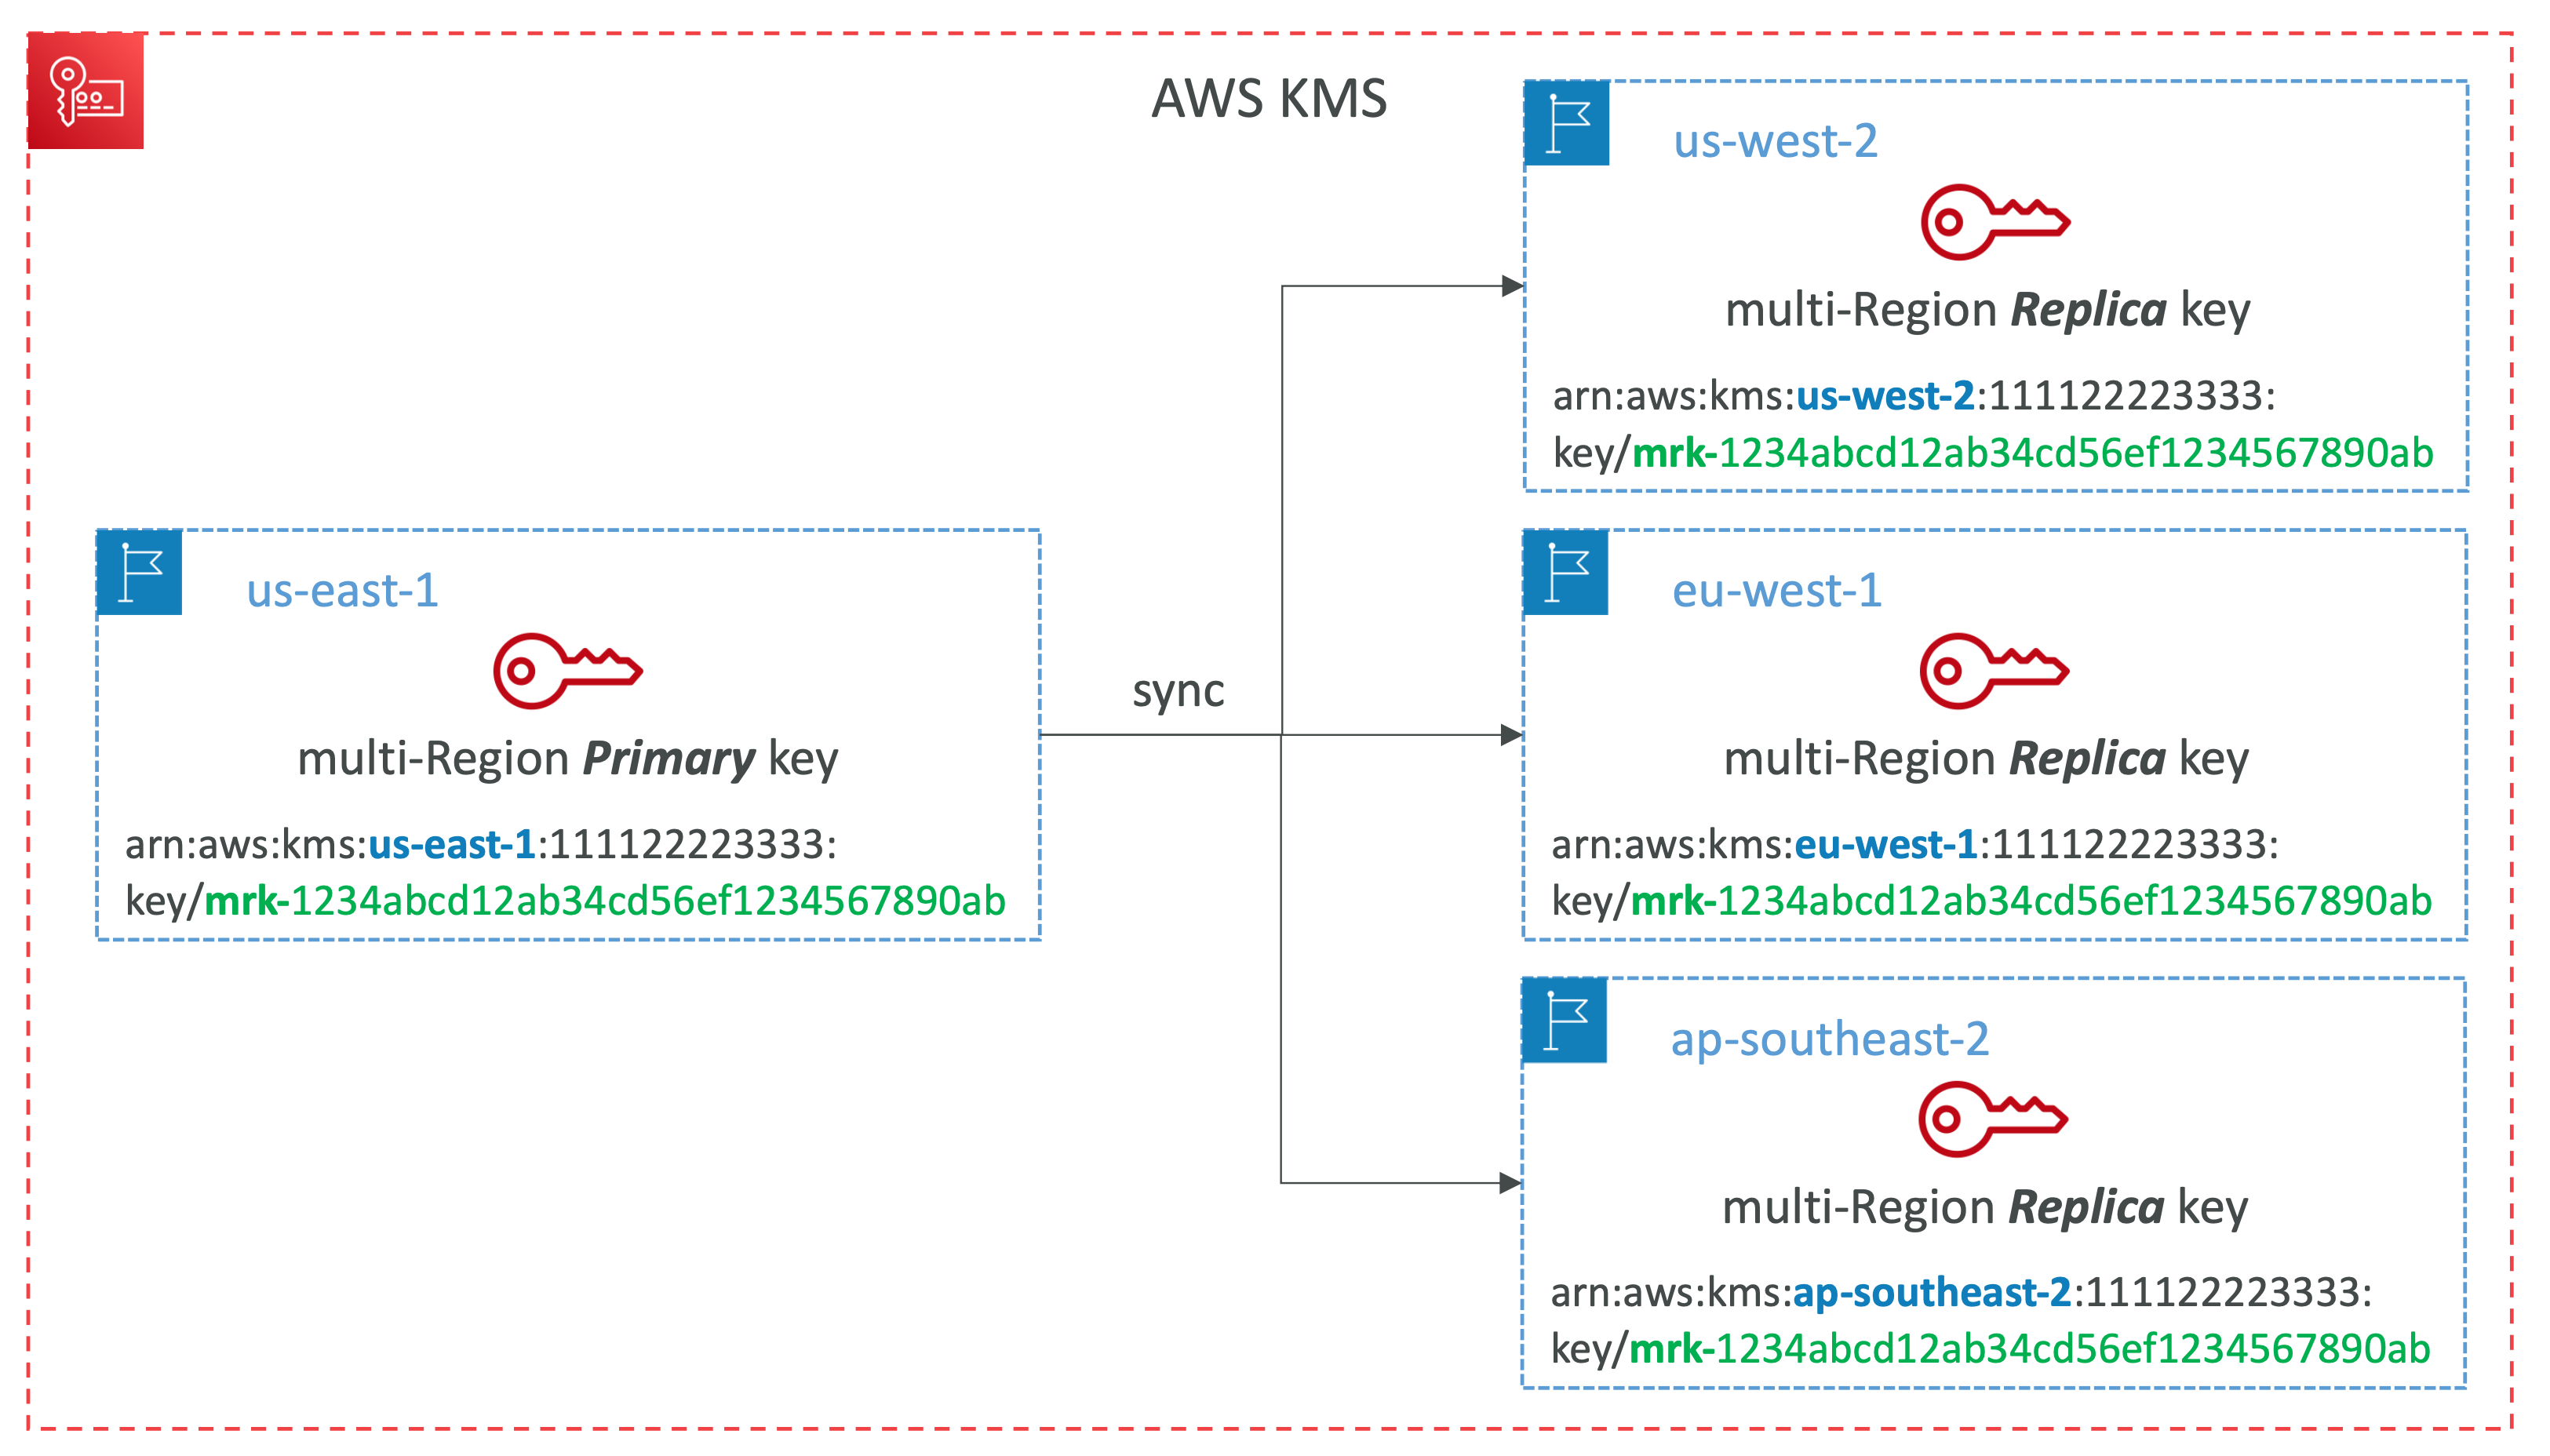 AWS KMS
us-west-2
multi-Region Replica key
arn:aws:kms:us-west-2:111122223333:
key/mrk-1234abcd12ab34cd56ef1234567890ab
us-east-1
multi-Region Primary key
arn:aws:kms:us-east-1:111122223333:
key/mrk-1234abcd12ab34cd56ef1234567890ab
sync
eu-west-1
multi-Region Replica key
arn:aws:kms:eu-west-1:111122223333:
key/mrk-1234abcd12ab34cd56ef1234567890ab
ap-southeast-2
multi-Region Replica key
arn:aws:kms:ap-southeast-2:111122223333:
key/mrk-1234abcd12ab34cd56ef1234567890ab